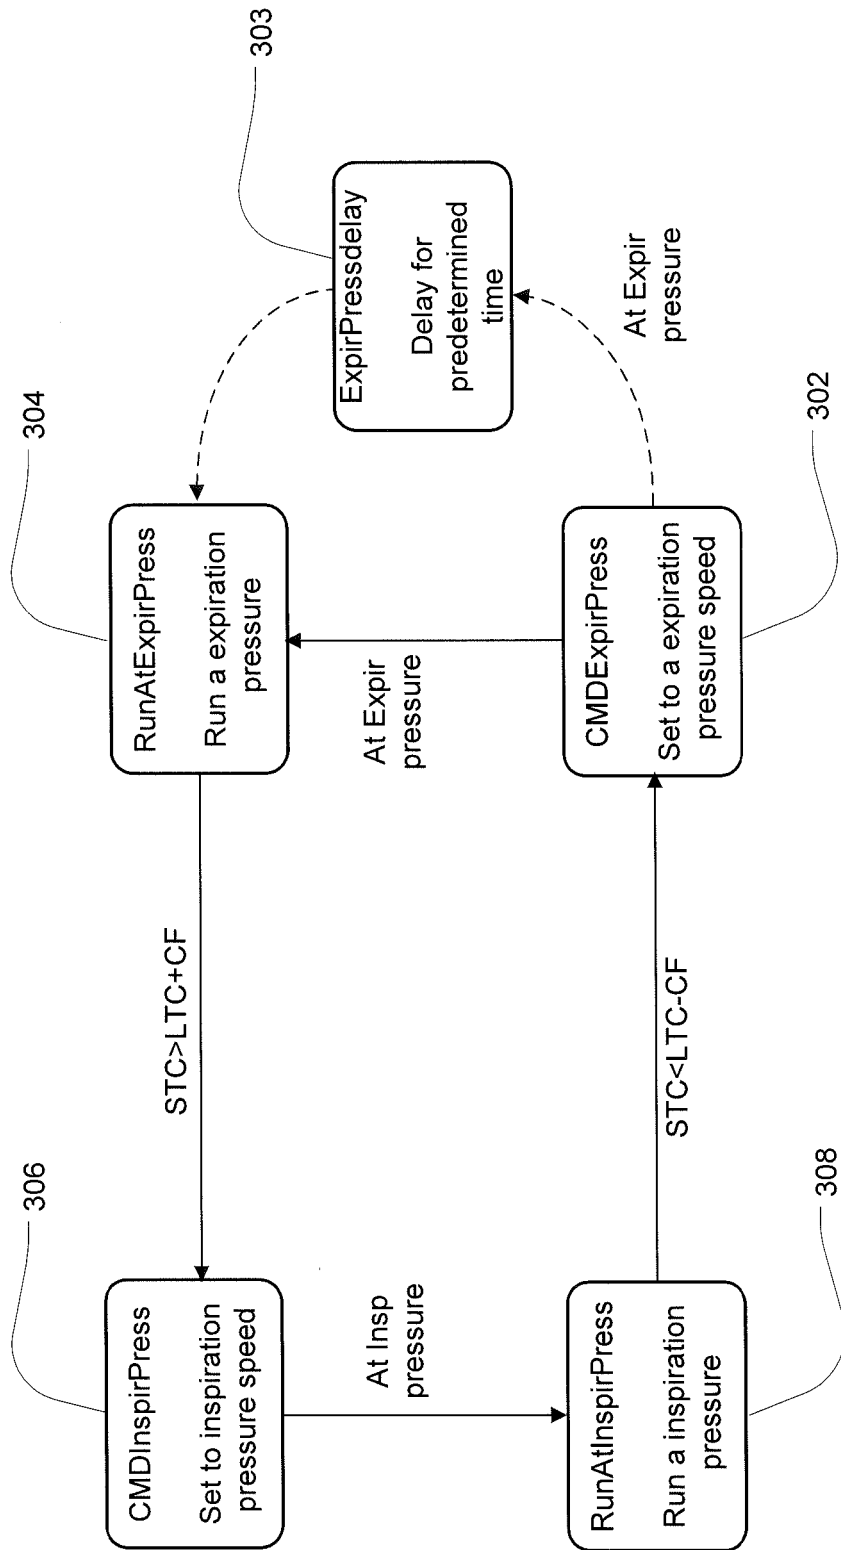 306
CMDInspirPress
Set to inspiration
pressure speed
STC>LTC+CF
304
RunAtExpirPress
Run a expiration
pressure
303
ExpirPressdelay
Delay for
predetermined
time
At Insp
pressure
At Expir
pressure
At Expir
pressure
RunAtInspirPress
Run a inspiration
pressure
308
STC<LTC-CF
CMDExpirPress
Set to a expiration
pressure speed
302